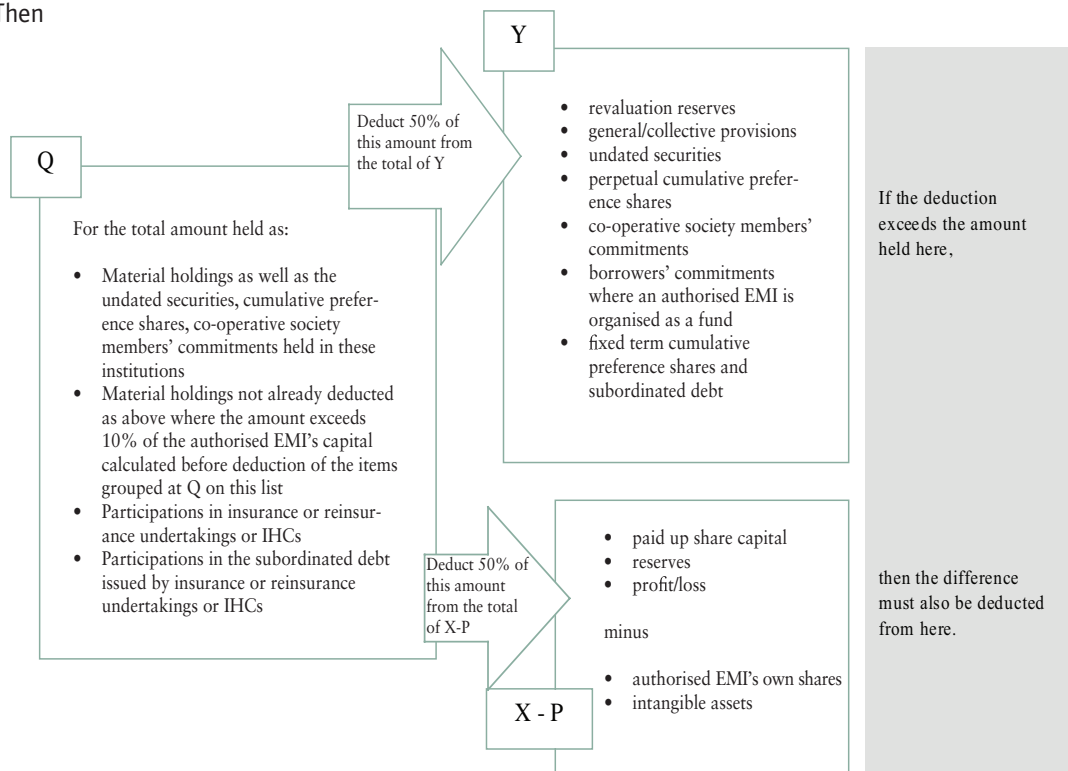 Then
Q
For the total amount held as:
• Material holdings as well as the
undated securities, cumulative prefer-
ence shares, co-operative society
members’ commitments held in these
institutions
• Material holdings not already deducted
as above where the amount exceeds
10% of the authorised EMI’s capital
calculated before deduction of the items
grouped at Q on this list
• Participations in insurance or reinsur-
ance undertakings or IHCs
• Participations in the subordinated debt
issued by insurance or reinsurance
undertakings or IHCs
Deduct 50% of
this amount from
the total of Y
Y
• revaluation reserves
• general/collective provisions
• undated securities
• perpetual cumulative prefer-
ence shares
• co-operative society members’
commitments
• borrowers’ commitments
where an authorised EMI is
organised as a fund
• fixed term cumulative
preference shares and
subordinated debt
If the deduction
exceeds the amount
held here,
Deduct 50% of
this amount
from the total
of X-P
• paid up share capital
• reserves
• profit/loss
minus
• authorised EMI’s own shares
• intangible assets
X - P
then the difference
must also be deducted
from here.